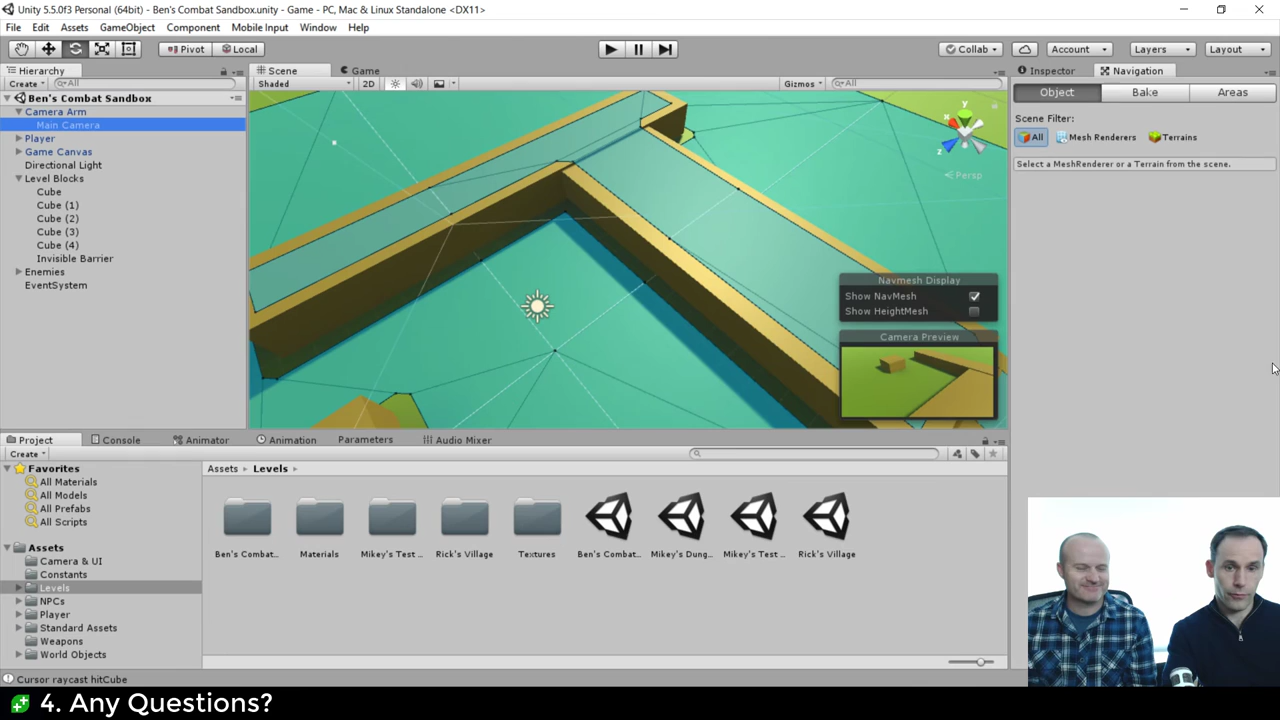 Unity 5.5.0f3 Personal (64bit) - Ben's Combat Sandbox.unity - Game - PC, Mac & Linux Standalone <DX11>
File Edit Assets GameObject Component Mobile Input Window Help
Pivot Local Collab Account Layers Layout
Hierarchy
Create All
Ben's Combat Sandbox
Camera Arm
Main Camera
Player
Game Canvas
Directional Light
Level Blocks
Cube
Cube (1)
Cube (2)
Cube (3)
Cube (4)
Invisible Barrier
Enemies
EventSystem
Scene Game
Shaded 2D Gizmos All
y
x
z
Persp
Navmesh Display
Show NavMesh
Show HeightMesh
Camera Preview
Inspector Navigation
Object Bake Areas
Scene Filter:
All Mesh Renderers Terrains
Select a MeshRenderer or a Terrain from the scene.
Project Console Animator Animation Parameters Audio Mixer
Create
Favorites
All Materials
All Models
All Prefabs
All Scripts
Assets
Camera & UI
Constants
Levels
NPCs
Player
Standard Assets
Weapons
World Objects
Assets Levels
Ben's Combat... Materials Mikey's Test ... Rick's Village Textures Ben's Combat... Mikey's Dung... Mikey's Test ... Rick's Village
Cursor raycast hitCube
4. Any Questions?